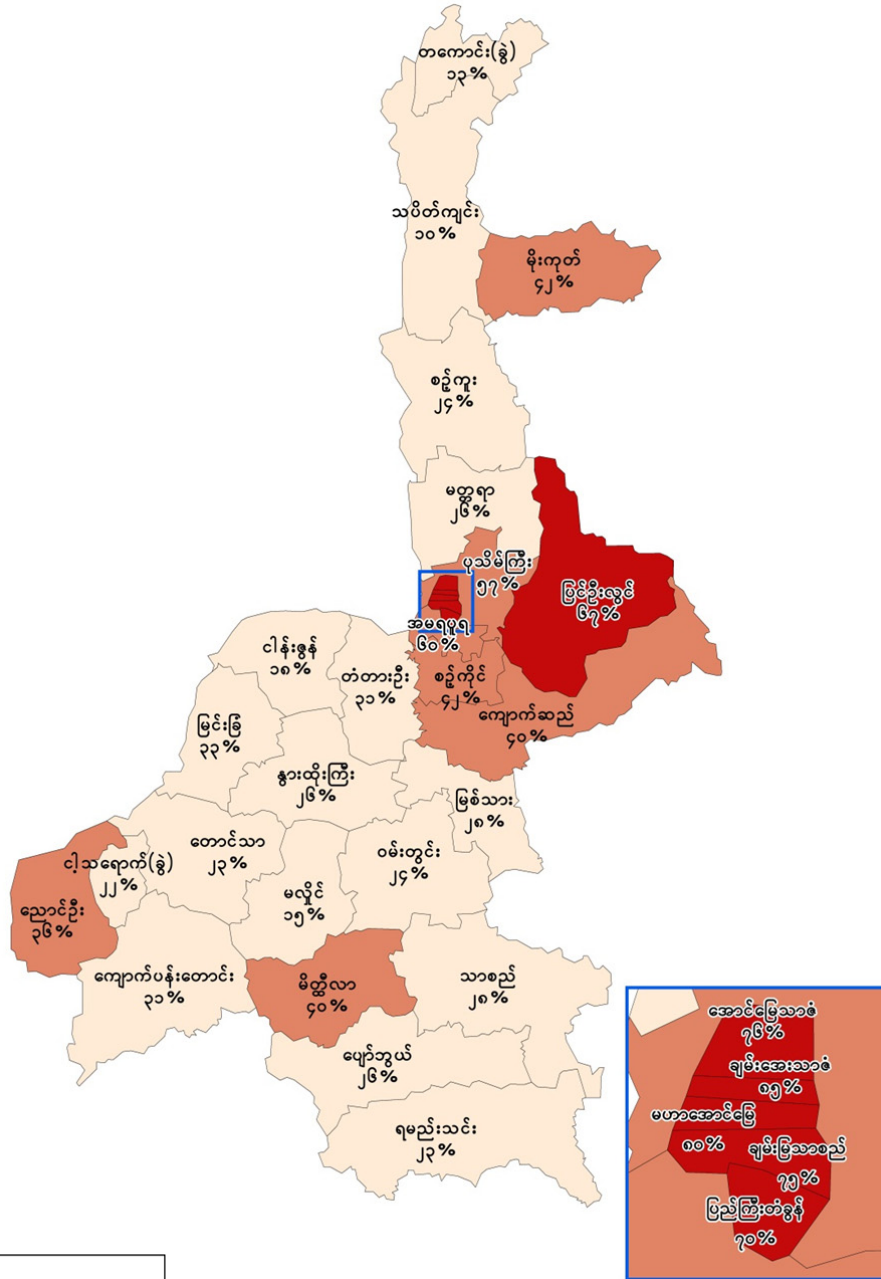 တကောင်း(ခွဲ)
၁၃%
သပိတ်ကျင်း
၁၀%
မိုးကုတ်
၄၂%
စဉ့်ကူး
၂၄%
မတ္တရာ
၂၆%
ပုသိမ်ကြီး
၅၇%
ပြင်ဦးလွင်
၆၇%
အမရပူရ
၆၀%
ငါန်းဇွန်
၁၈%
တံတားဦး
၃၁%
စဉ့်ကိုင်
၄၂%
ကျောက်ဆည်
၄၀%
မြင်းခြံ
၃၃%
နွားထိုးကြီး
၂၆%
မြစ်သား
၂၈%
တောင်သာ
၂၃%
ဝမ်းတွင်း
၂၄%
ငါ့သရောက်(ခွဲ)
၂၂%
မလှိုင်
၁၅%
ညောင်ဦး
၃၆%
ကျောက်ပန်းတောင်း
၃၁%
မိတ္ထီလာ
၄၀%
သာစည်
၂၈%
ပျော်ဘွယ်
၂၆%
ရမည်းသင်း
၂၃%
အောင်မြေသာဇံ
၇၆%
ချမ်းအေးသာဇံ
၈၅%
မဟာအောင်မြေ
၈၀%
ချမ်းမြသာစည်
၇၅%
ပြည်ကြီးတံခွန်
၇၀%